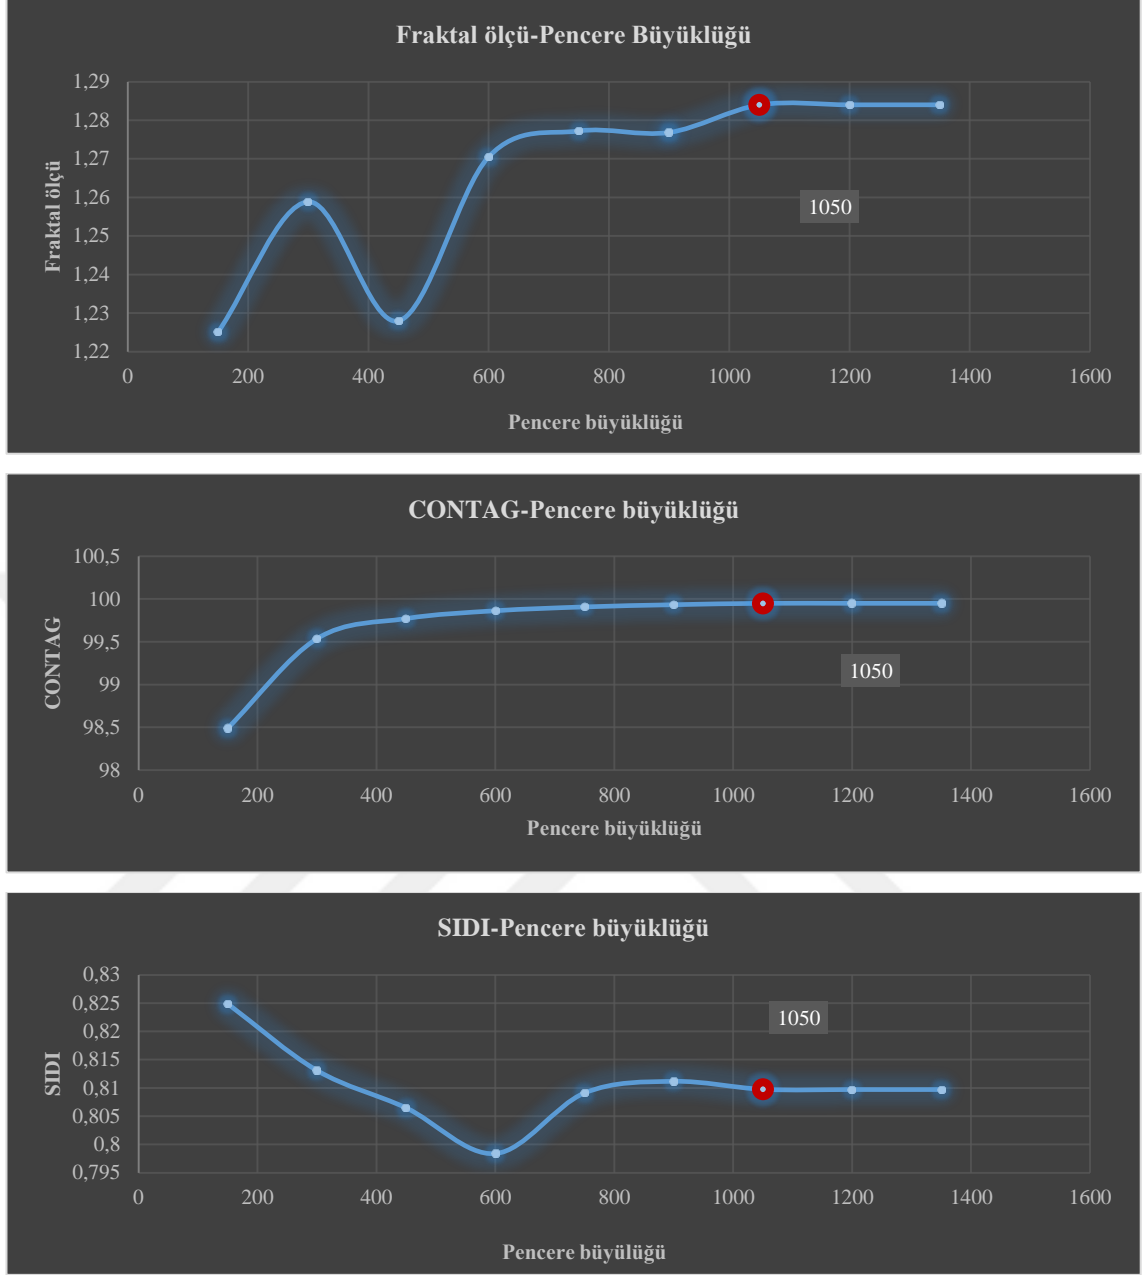 Fraktal ölçü-Pencere Büyüklüğü
1,29
1,28
1,27
1,26
1,25
1,24
1,23
1,22
Fraktal ölçü
1050
0 200 400 600 800 1000 1200 1400 1600
Pencere büyüklüğü
CONTAG-Pencere büyüklüğü
100,5
100
99,5
99
98,5
98
CONTAG
1050
0 200 400 600 800 1000 1200 1400 1600
Pencere büyüklüğü
SIDI-Pencere büyüklüğü
0,83
0,825
0,82
0,815
0,81
0,805
0,8
0,795
SIDI
1050
0 200 400 600 800 1000 1200 1400 1600
Pencere büyülüğü